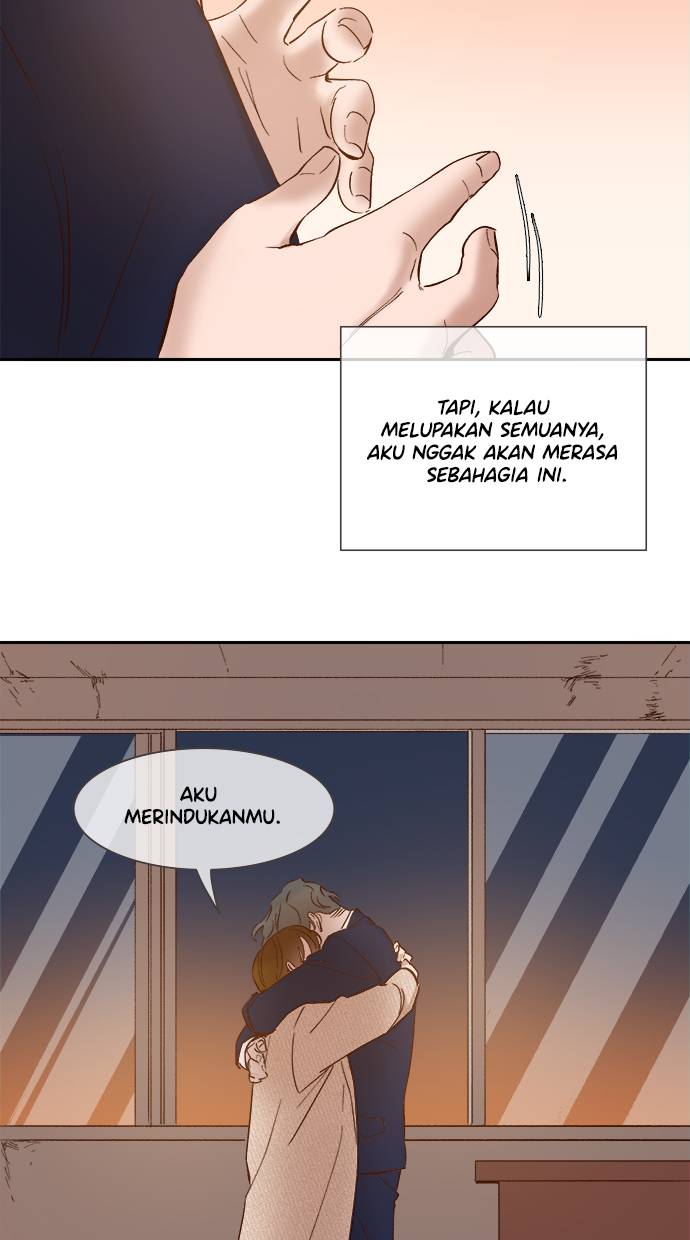 TAPI, KALAU
MELUPAKAN SEMUANYA,
AKU NGGAK AKAN MERASA
SEBAHAGIA INI.
AKU
MERINDUKANMU.